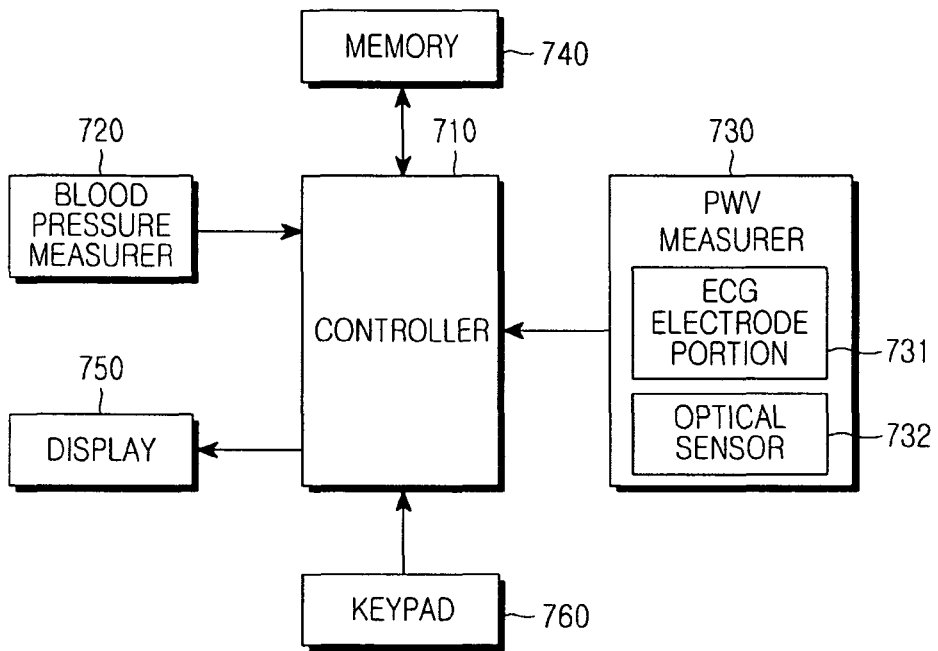 MEMORY
740
720
710
730
BLOOD
PRESSURE
MEASURER
PWV
MEASURER
ECG
ELECTRODE
PORTION
731
CONTROLLER
750
DISPLAY
OPTICAL
SENSOR
732
KEYPAD
760